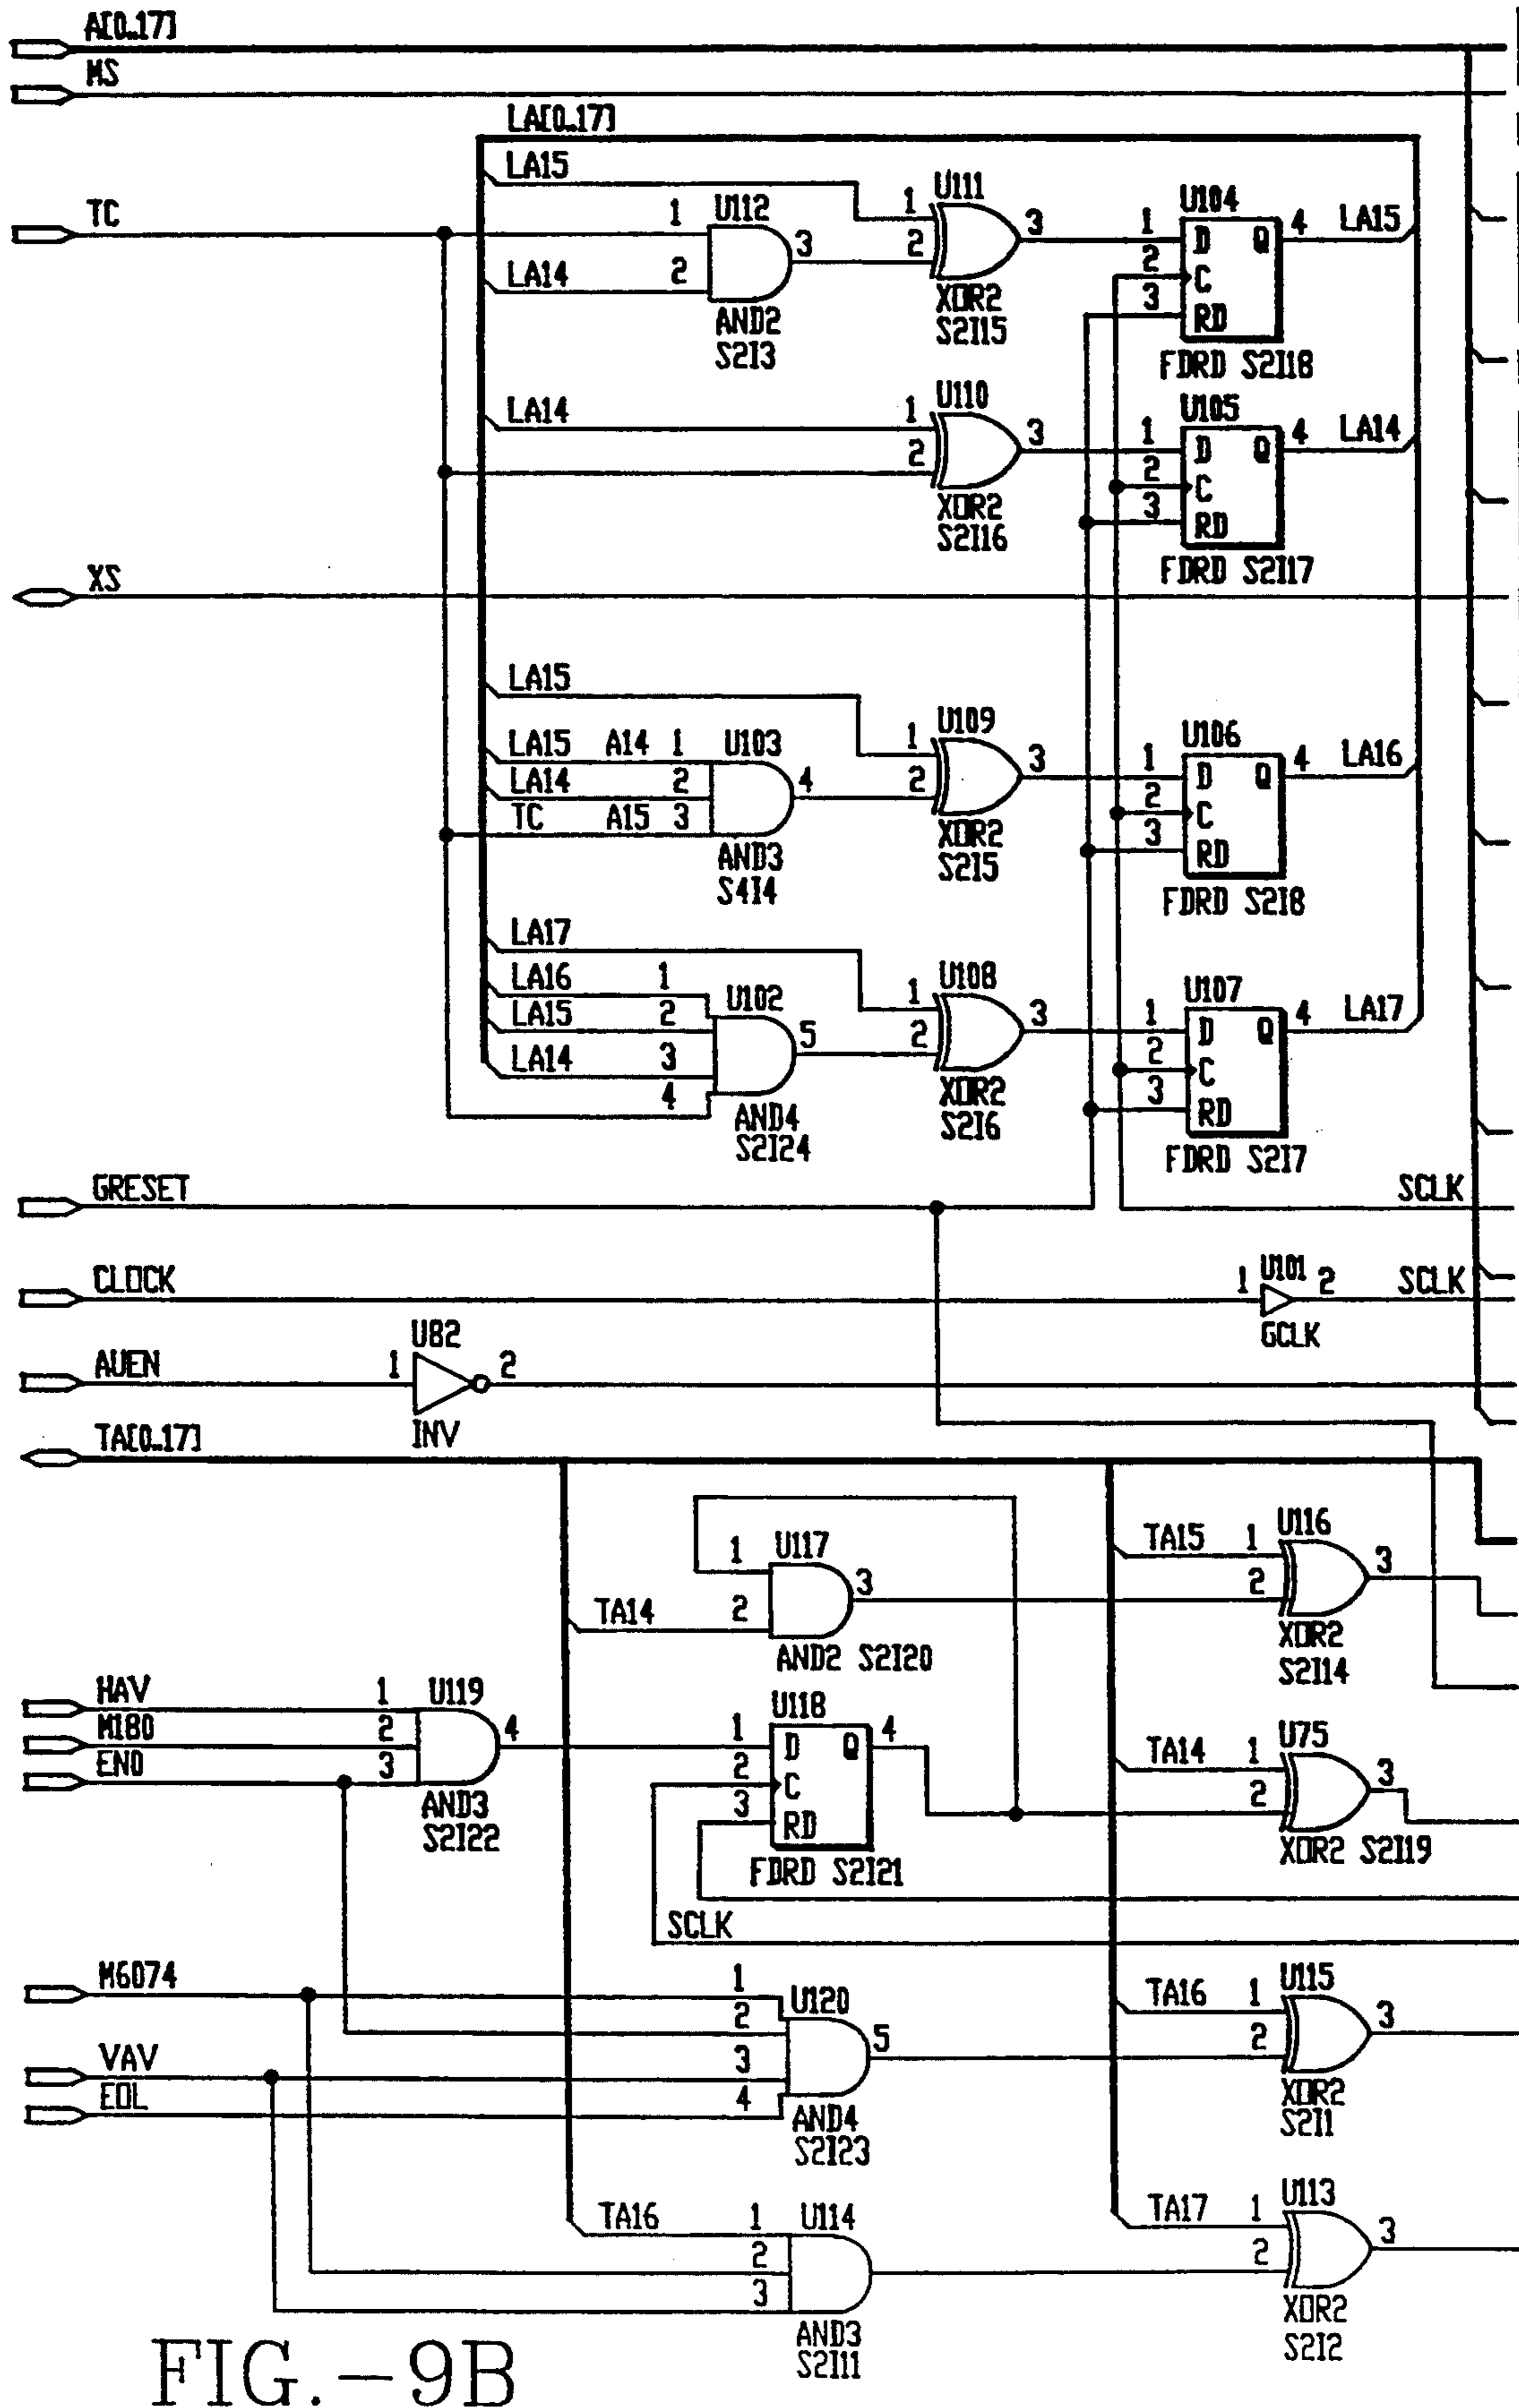 A[0..17]
MS
LA[0..17]
LA15
TC
1 U112 3
2
LA14
AND2
S2I3
1 U111 3
2
XOR2
S2I15
U104
1 D Q 4 LA15
2 C
3 RD
FDRD S2I18
LA14
1 U110 3
2
XOR2
S2I16
U105
1 D Q 4 LA14
2 C
3 RD
FDRD S2I17
XS
LA15
LA15 A14 1 U103
LA14 2 4
TC A15 3
AND3
S4I4
1 U109 3
2
XOR2
S2I5
U106
1 D Q 4 LA16
2 C
3 RD
FDRD S2I8
LA17
LA16 1 U102
LA15 2 5
LA14 3
4
AND4
S2I24
1 U108 3
2
XOR2
S2I6
U107
1 D Q 4 LA17
2 C
3 RD
FDRD S2I7
GRESET
SCLK
CLOCK
1 U101 2 SCLK
GCLK
AUEN
U82
1 2
INV
TA[0..17]
1 U117 3
TA14 2
AND2 S2I20
TA15 1 U116 3
2
XOR2
S2I14
HAV 1 U119
M180 2 4
EN0 3
AND3
S2I22
U118
1 D Q 4
2 C
3 RD
FDRD S2I21
TA14 1 U75 3
2
XOR2 S2I19
SCLK
M6074
VAV
EOL
1 U120
2 5
3
4
AND4
S2I23
TA16 1 U115 3
2
XOR2
S2I1
TA16 1 U114
2
3
AND3
S2I11
TA17 1 U113 3
2
XOR2
S2I2
FIG.-9B